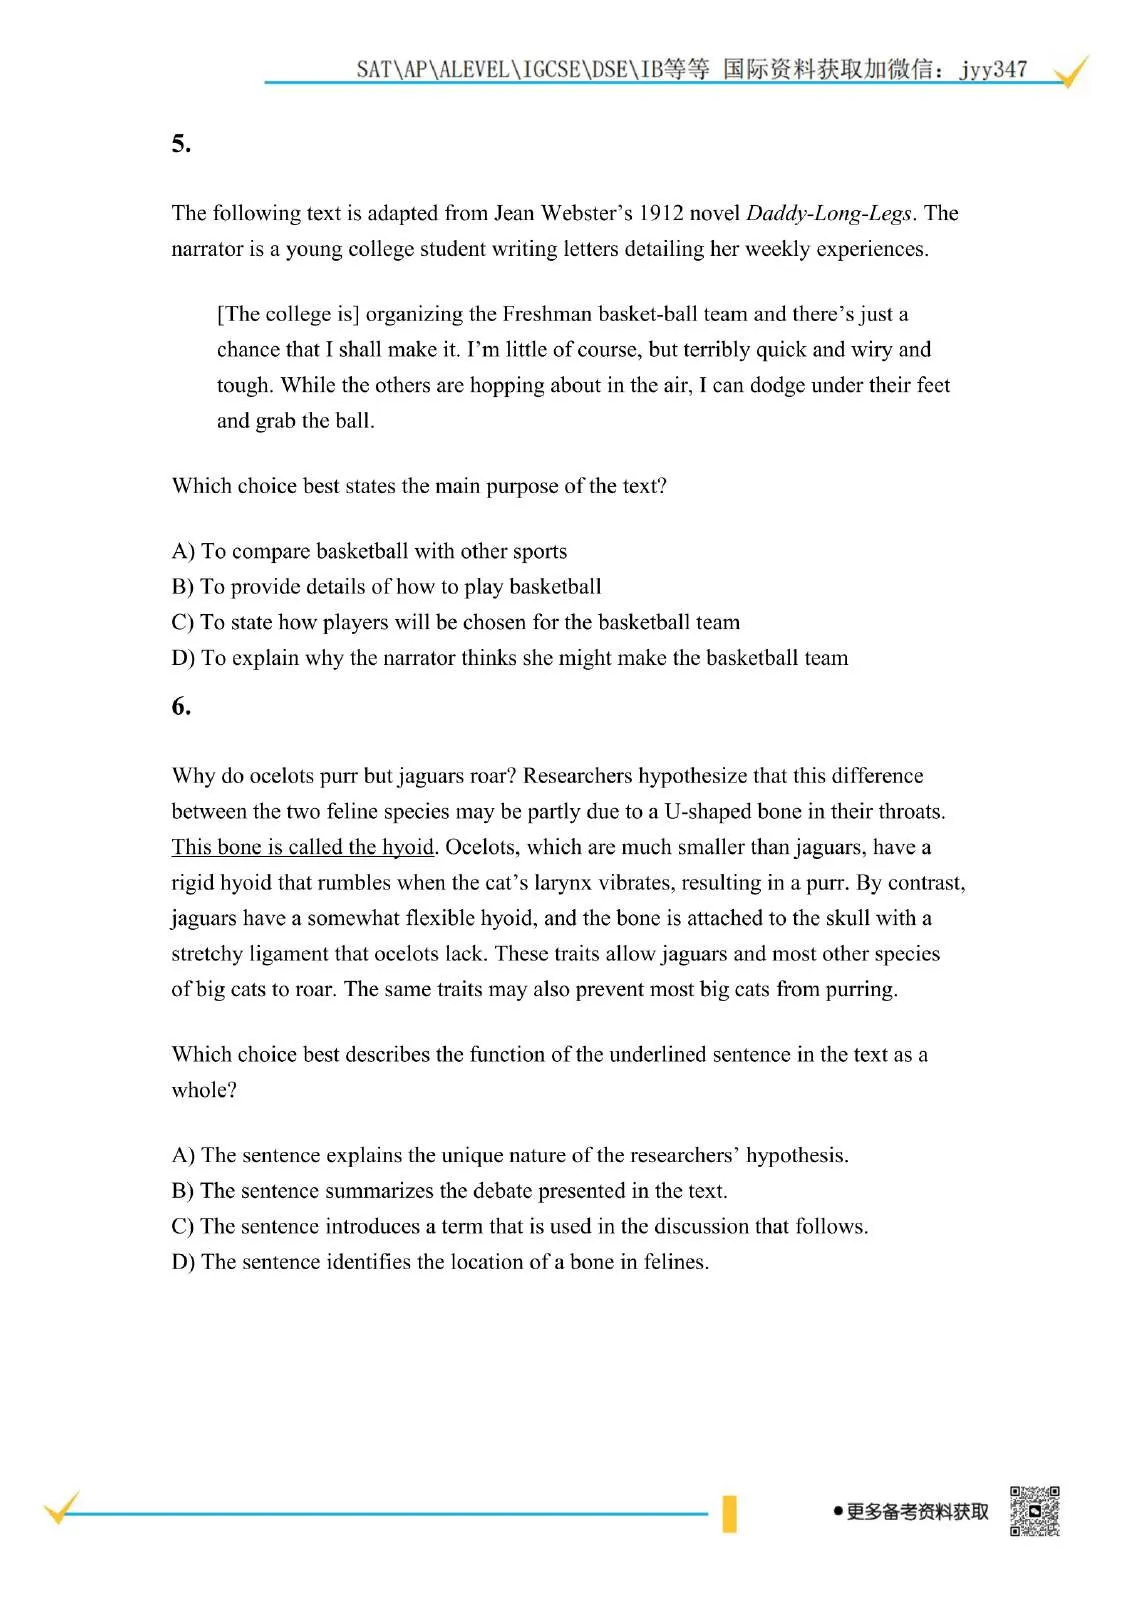 SAT\AP\ALEVEL\IGCSE\DSE\IB等等 国际资料获取加微信：jyy347
5.
The following text is adapted from Jean Webster’s 1912 novel Daddy-Long-Legs. The
narrator is a young college student writing letters detailing her weekly experiences.
[The college is] organizing the Freshman basket-ball team and there’s just a
chance that I shall make it. I’m little of course, but terribly quick and wiry and
tough. While the others are hopping about in the air, I can dodge under their feet
and grab the ball.
Which choice best states the main purpose of the text?
A) To compare basketball with other sports
B) To provide details of how to play basketball
C) To state how players will be chosen for the basketball team
D) To explain why the narrator thinks she might make the basketball team
6.
Why do ocelots purr but jaguars roar? Researchers hypothesize that this difference
between the two feline species may be partly due to a U-shaped bone in their throats.
This bone is called the hyoid. Ocelots, which are much smaller than jaguars, have a
rigid hyoid that rumbles when the cat’s larynx vibrates, resulting in a purr. By contrast,
jaguars have a somewhat flexible hyoid, and the bone is attached to the skull with a
stretchy ligament that ocelots lack. These traits allow jaguars and most other species
of big cats to roar. The same traits may also prevent most big cats from purring.
Which choice best describes the function of the underlined sentence in the text as a
whole?
A) The sentence explains the unique nature of the researchers’ hypothesis.
B) The sentence summarizes the debate presented in the text.
C) The sentence introduces a term that is used in the discussion that follows.
D) The sentence identifies the location of a bone in felines.
●更多备考资料获取